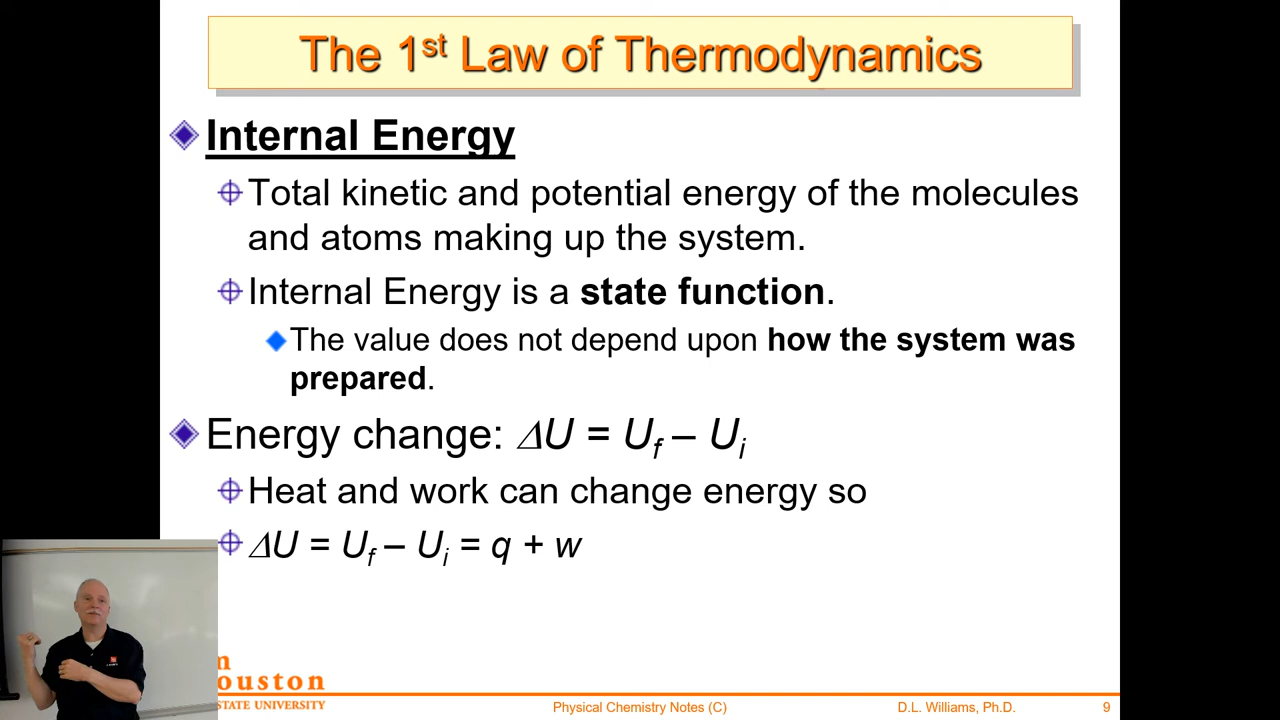 The 1st Law of Thermodynamics
Internal Energy
Total kinetic and potential energy of the molecules
and atoms making up the system.
Internal Energy is a state function.
The value does not depend upon how the system was
prepared.
Energy change: ΔU = Uf – Ui
Heat and work can change energy so
ΔU = Uf – Ui = q + w
ouston
STATE UNIVERSITY
Physical Chemistry Notes (C)
D.L. Williams, Ph.D.
9